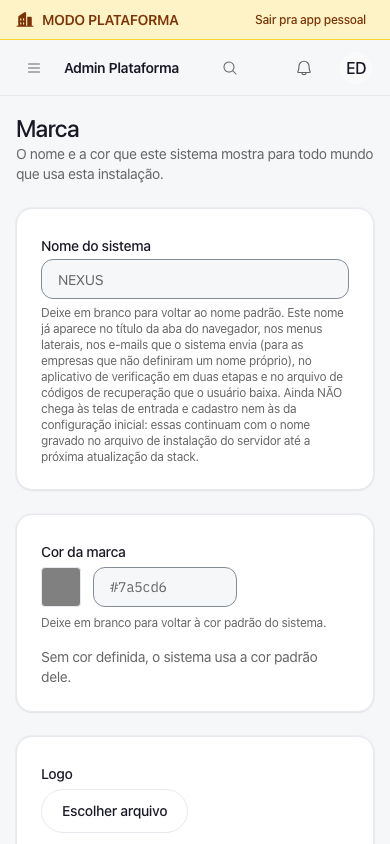 MODO PLATAFORMA
Sair pra app pessoal
Admin Plataforma
ED
Marca
O nome e a cor que este sistema mostra para todo mundo
que usa esta instalação.
Nome do sistema
NEXUS
Deixe em branco para voltar ao nome padrão. Este nome
já aparece no título da aba do navegador, nos menus
laterais, nos e-mails que o sistema envia (para as
empresas que não definiram um nome próprio), no
aplicativo de verificação em duas etapas e no arquivo de
códigos de recuperação que o usuário baixa. Ainda NÃO
chega às telas de entrada e cadastro nem às da
configuração inicial: essas continuam com o nome
gravado no arquivo de instalação do servidor até a
próxima atualização da stack.
Cor da marca
#7a5cd6
Deixe em branco para voltar à cor padrão do sistema.
Sem cor definida, o sistema usa a cor padrão
dele.
Logo
Escolher arquivo